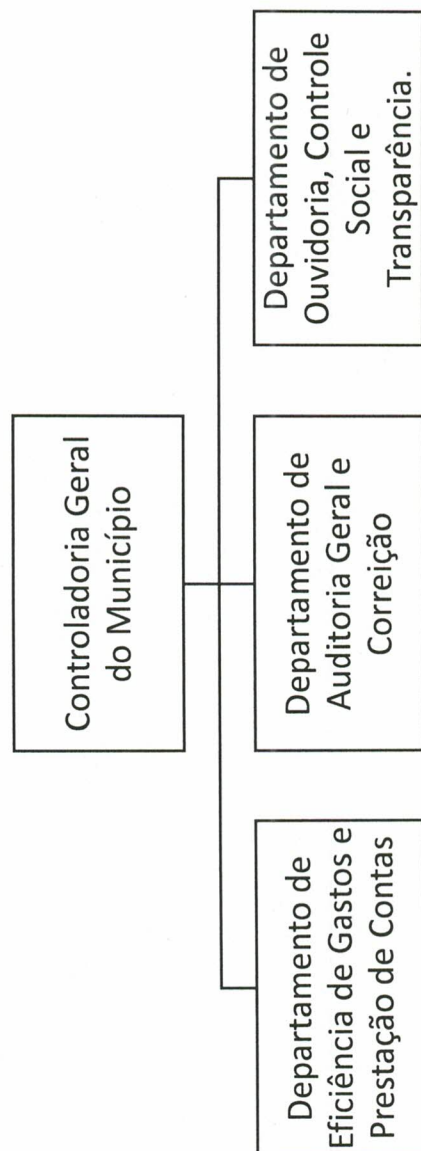 Controladoria Geral
do Município
Departamento de
Eficiência de Gastos e
Prestação de Contas
Departamento de
Auditoria Geral e
Correição
Departamento de
Ouvidoria, Controle
Social e
Transparência.